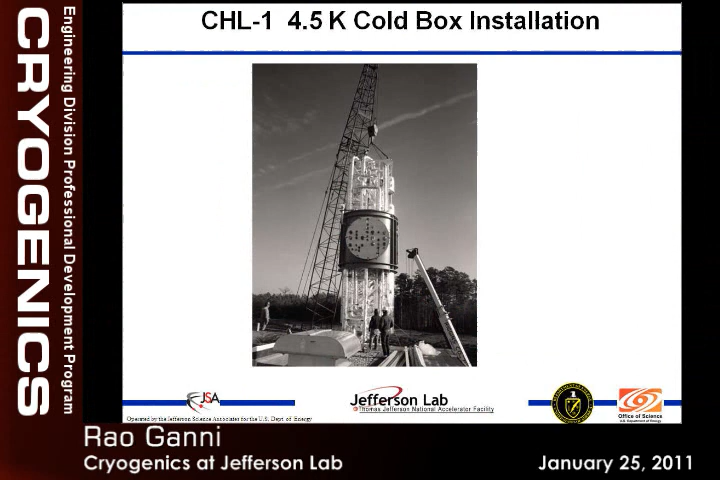 CRYOGENICS
Engineering Division Professional Development Program
CHL-1 4.5 K Cold Box Installation
JSA
Operated by the Jefferson Science Associates for the U.S. Dept. of Energy
Jefferson Lab
Thomas Jefferson National Accelerator Facility
Office of Science
U.S. Department of Energy
Rao Ganni
Cryogenics at Jefferson Lab
January 25, 2011